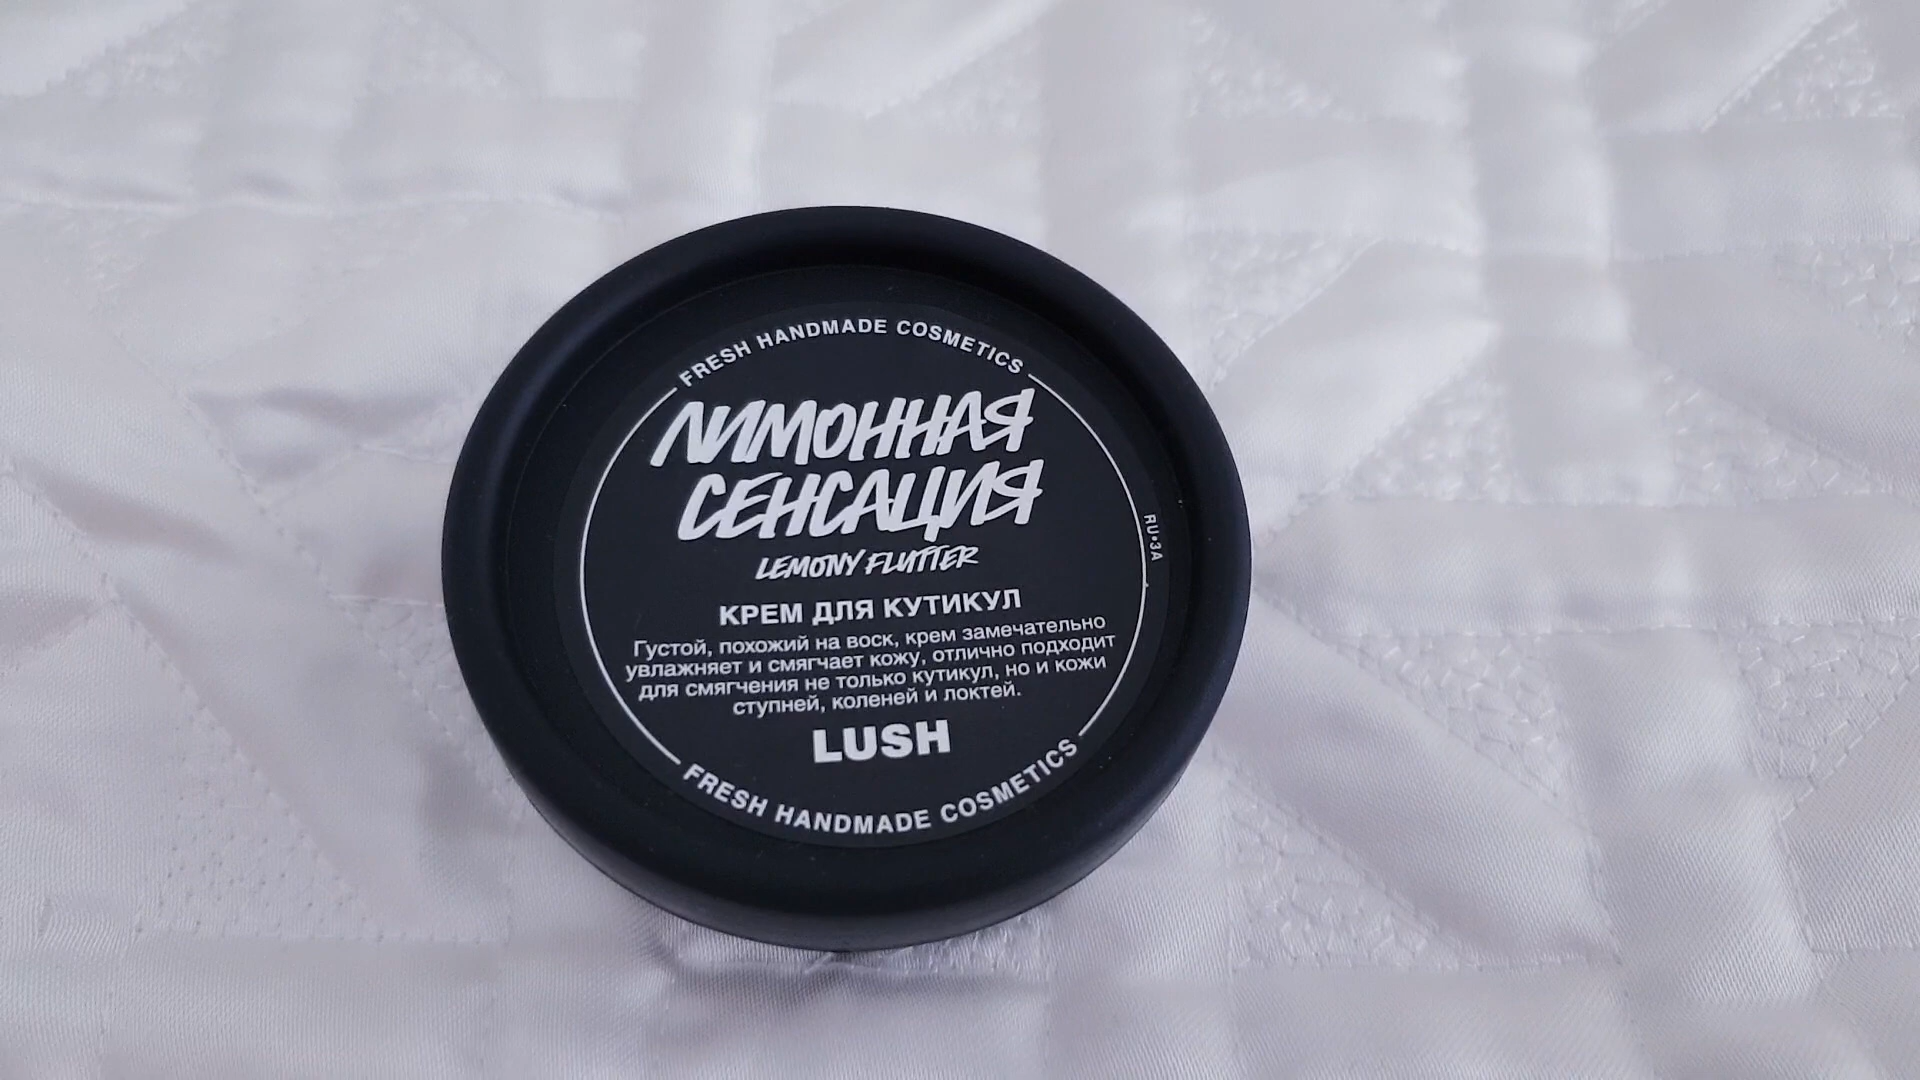 FRESH HANDMADE COSMETICS
ЛИМОННАЯ
СЕНСАЦИЯ
LEMONY FLUTTER
КРЕМ ДЛЯ КУТИКУЛ
Густой, похожий на воск, крем замечательно
увлажняет и смягчает кожу, отлично подходит
для смягчения не только кутикул, но и кожи
ступней, коленей и локтей.
LUSH
FRESH HANDMADE COSMETICS
RU•3A